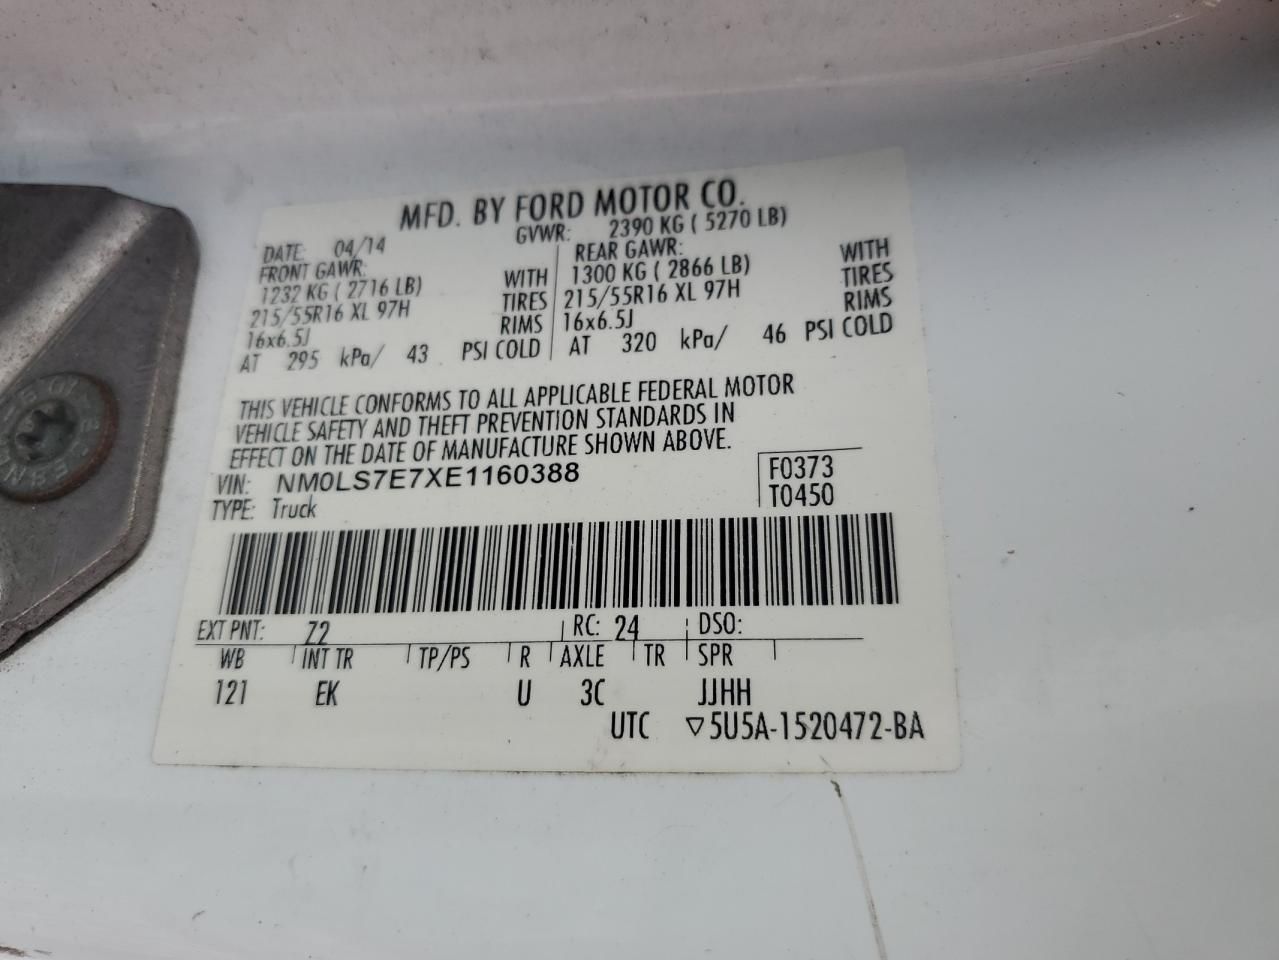 MFD. BY FORD MOTOR CO.
DATE: 04/14 GVWR: 2390 KG ( 5270 LB)
FRONT GAWR: REAR GAWR:
1232 KG ( 2716 LB) WITH 1300 KG ( 2866 LB) WITH
215/55R16 XL 97H TIRES 215/55R16 XL 97H TIRES
16x6.5J RIMS 16x6.5J RIMS
AT 295 kPa/ 43 PSI COLD AT 320 kPa/ 46 PSI COLD
THIS VEHICLE CONFORMS TO ALL APPLICABLE FEDERAL MOTOR
VEHICLE SAFETY AND THEFT PREVENTION STANDARDS IN
EFFECT ON THE DATE OF MANUFACTURE SHOWN ABOVE.
VIN: NM0LS7E7XE1160388 F0373
TYPE: Truck T0450
EXT PNT: Z2 RC: 24 DSO:
WB INT TR TP/PS R AXLE TR SPR
121 EK U 3C JJHH
UTC ▽5U5A-1520472-BA